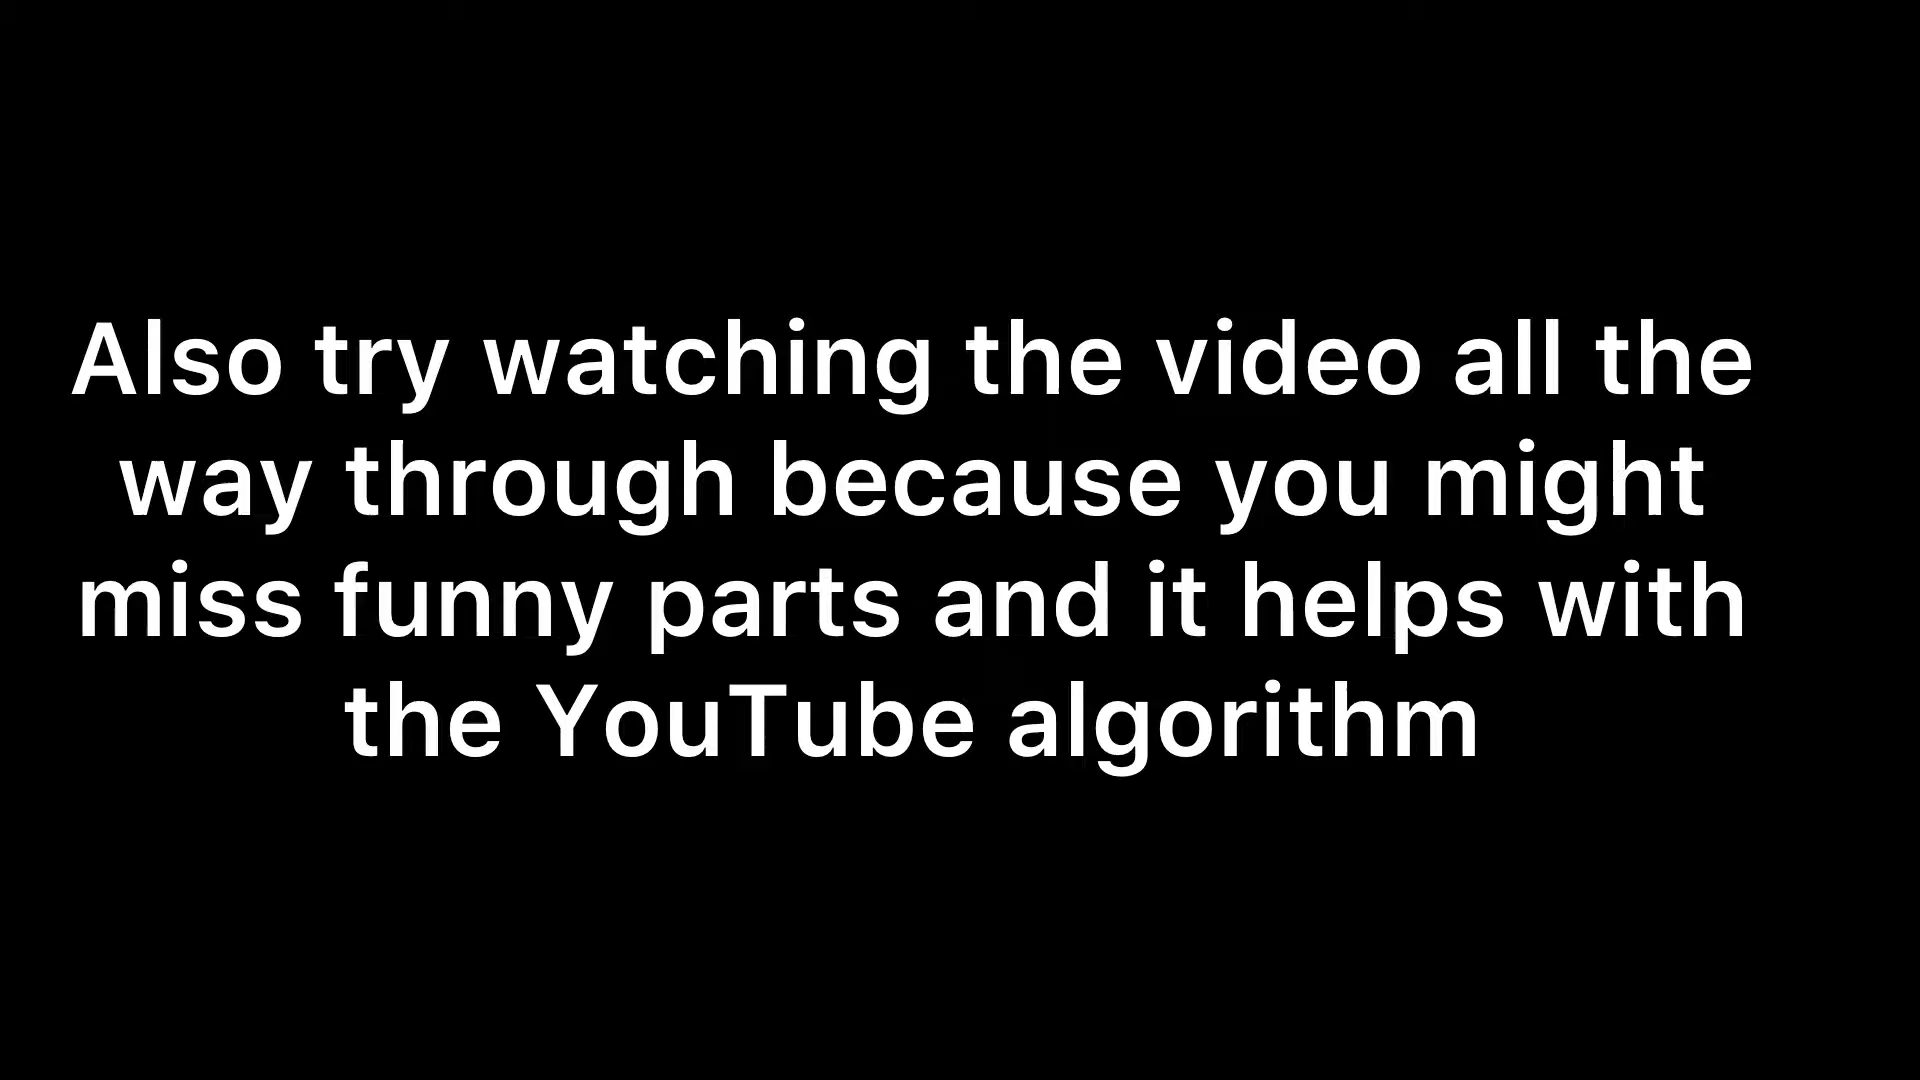 Also try watching the video all the
way through because you might
miss funny parts and it helps with
the YouTube algorithm